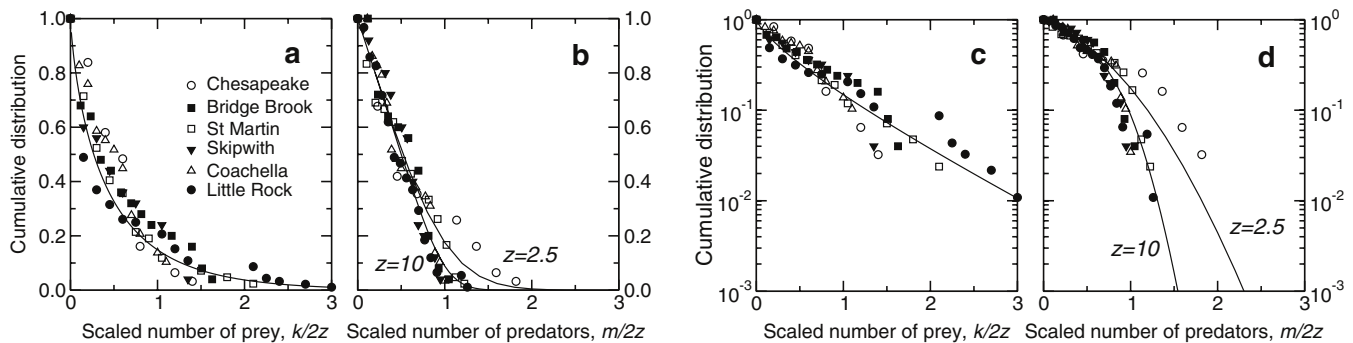 Cumulative distribution
1.0
0.8
0.6
0.4
0.2
0.0
a
Chesapeake
Bridge Brook
St Martin
Skipwith
Coachella
Little Rock
0 1 2 3
Scaled number of prey, k/2z
b
z=10
z=2.5
1.0
0.8
0.6
0.4
0.2
0.0
0 1 2 3
Scaled number of predators, m/2z
Cumulative distribution
10^0
10^-1
10^-2
10^-3
c
0 1 2 3
Scaled number of prey, k/2z
d
z=10
z=2.5
10^0
10^-1
10^-2
10^-3
0 1 2 3
Scaled number of predators, m/2z